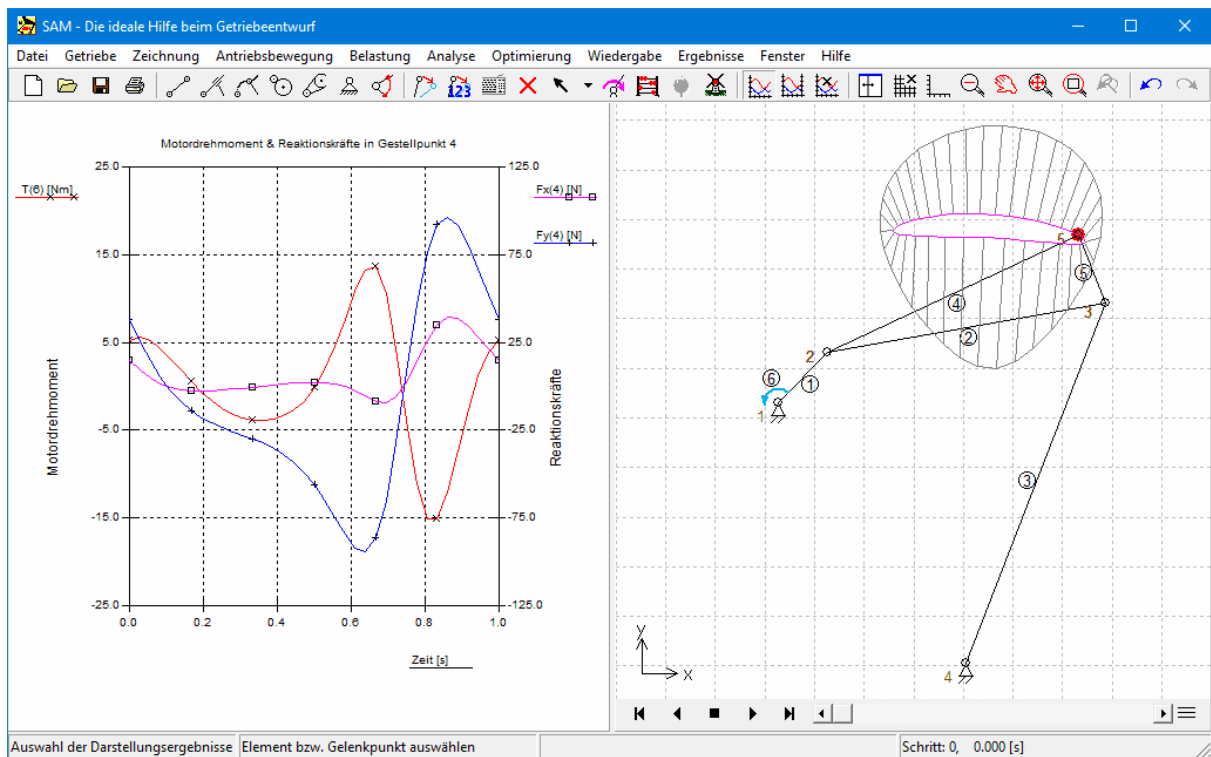 SAM - Die ideale Hilfe beim Getriebeentwurf
Datei Getriebe Zeichnung Antriebsbewegung Belastung Analyse Optimierung Wiedergabe Ergebnisse Fenster Hilfe
123
Motordrehmoment & Reaktionskräfte in Gestellpunkt 4
25.0 125.0
T(6) [Nm] Fx(4) [N]
Fy(4) [N]
15.0 75.0
5.0 25.0
-5.0 -25.0
-15.0 -75.0
-25.0 -125.0
Motordrehmoment
Reaktionskräfte
0.0 0.2 0.4 0.6 0.8 1.0
Zeit [s]
5
5
4
3
2
2
6
1
1
3
4
Y
X
Auswahl der Darstellungsergebnisse Element bzw. Gelenkpunkt auswählen Schritt: 0, 0.000 [s]